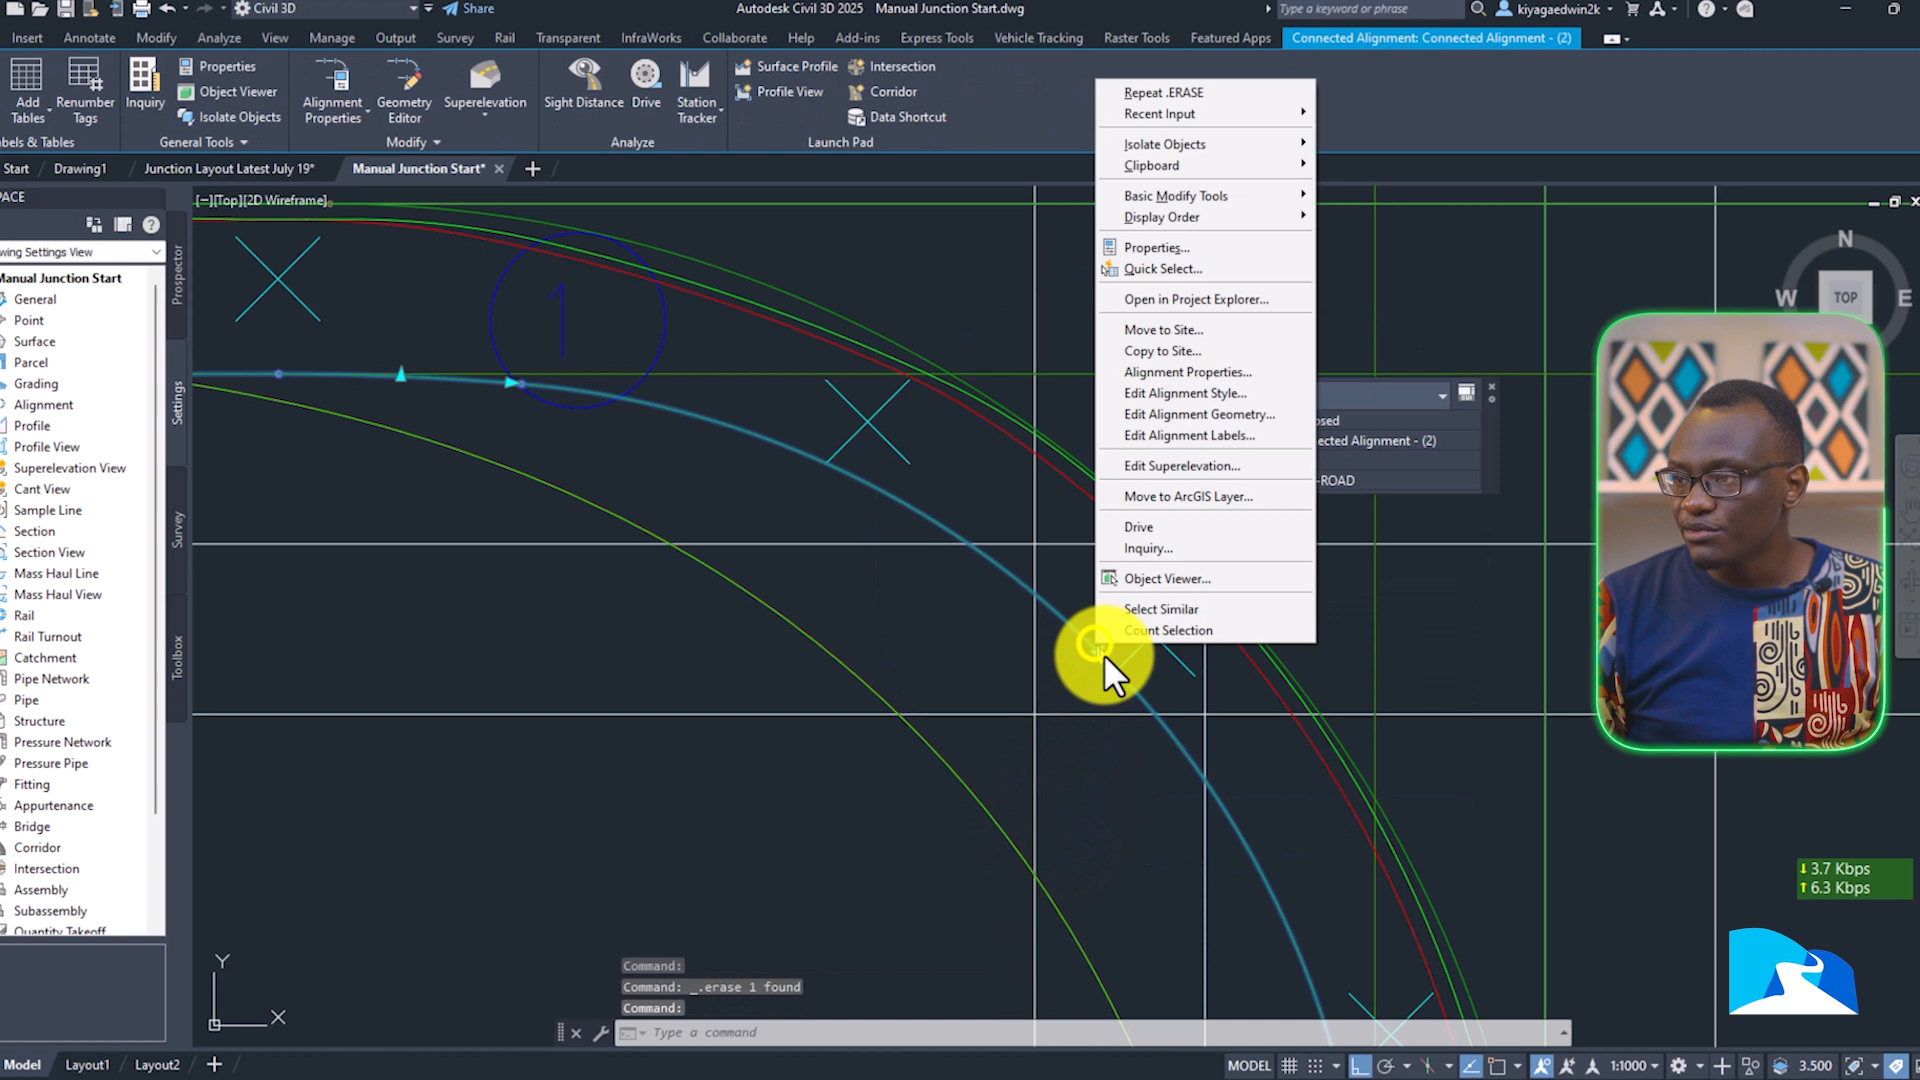 Civil 3D
Share
Autodesk Civil 3D 2025 Manual Junction Start.dwg
Type a keyword or phrase
kiyagaedwin2k
Insert Annotate Modify Analyze View Manage Output Survey Rail Transparent InfraWorks Collaborate Help Add-ins Express Tools Vehicle Tracking Raster Tools Featured Apps Connected Alignment: Connected Alignment - (2)
Add Tables
Renumber Tags
Inquiry
Properties
Object Viewer
Isolate Objects
Alignment Properties
Geometry Editor
Superelevation
Sight Distance
Drive
Station Tracker
Surface Profile
Profile View
Intersection
Corridor
Data Shortcut
abels & Tables
General Tools
Modify
Analyze
Launch Pad
Start
Drawing1
Junction Layout Latest July 19*
Manual Junction Start*
PACE
wing Settings View
Manual Junction Start
General
Point
Surface
Parcel
Grading
Alignment
Profile
Profile View
Superelevation View
Cant View
Sample Line
Section
Section View
Mass Haul Line
Mass Haul View
Rail
Rail Turnout
Catchment
Pipe Network
Pipe
Structure
Pressure Network
Pressure Pipe
Fitting
Appurtenance
Bridge
Corridor
Intersection
Assembly
Subassembly
Quantity Takeoff
Prospector
Settings
Survey
Toolbox
[−][Top][2D Wireframe]
1
Repeat .ERASE
Recent Input
Isolate Objects
Clipboard
Basic Modify Tools
Display Order
Properties...
Quick Select...
Open in Project Explorer...
Move to Site...
Copy to Site...
Alignment Properties...
Edit Alignment Style...
Edit Alignment Geometry...
Edit Alignment Labels...
Edit Superelevation...
Move to ArcGIS Layer...
Drive
Inquiry...
Object Viewer...
Select Similar
Count Selection
osed
ected Alignment - (2)
-ROAD
N
W
TOP
E
3.7 Kbps
6.3 Kbps
Y
X
Command:
Command: _.erase 1 found
Command:
Type a command
Model
Layout1
Layout2
MODEL
1:1000
3.500